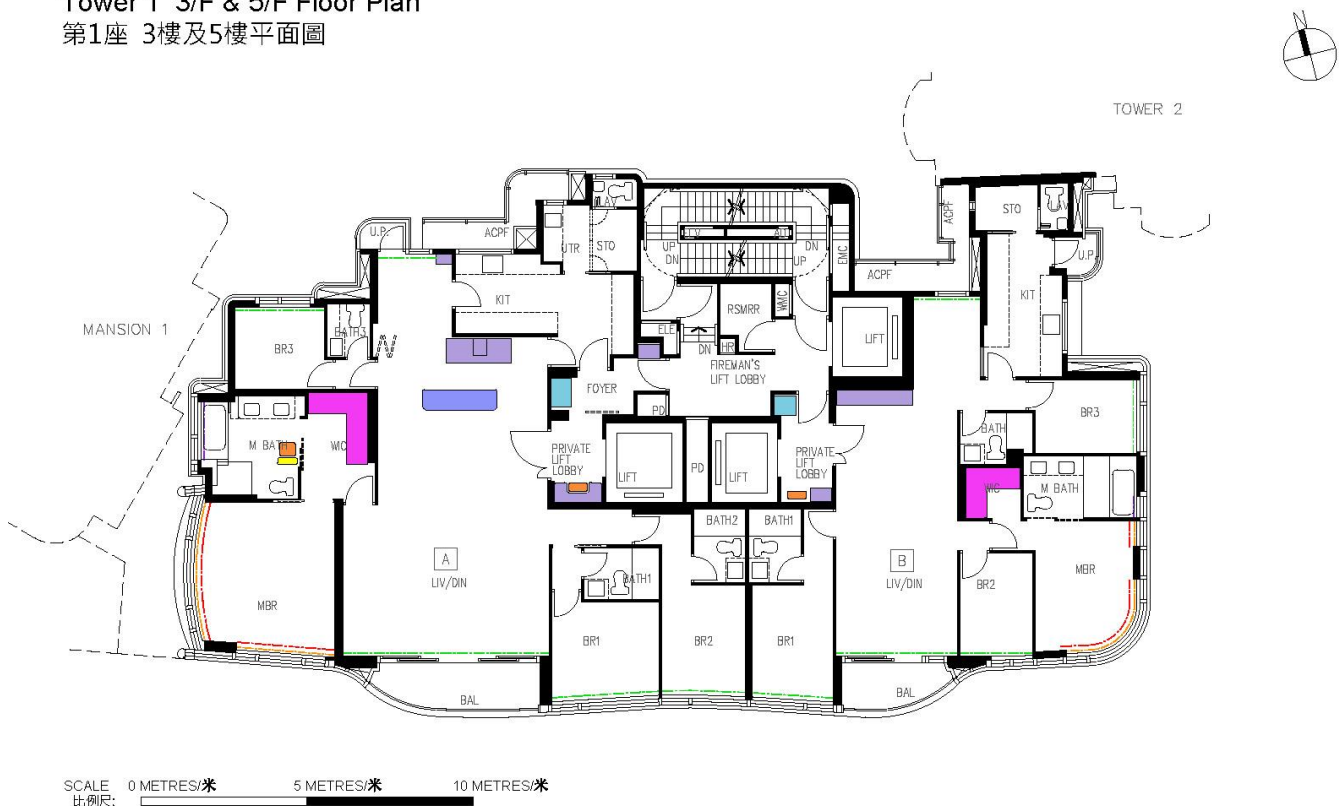 Tower 1 3/F & 5/F Floor Plan
第1座 3樓及5樓平面圖
N
TOWER 2
MANSION 1
U.P.
ACPF
LAV
UTR
STO
UP
DN
DN
UP
EMC
ACPF
ACPF
STO
U.P.
KIT
KIT
BR3
BATH3
ELE
DN
RSMRR
WMC
HR
FIREMAN'S
LIFT LOBBY
LIFT
FOYER
PD
M BATH
WIC
PRIVATE
LIFT
LOBBY
LIFT
PD
LIFT
PRIVATE
LIFT
LOBBY
BATH
BR3
WIC
M BATH
A
LIV/DIN
B
LIV/DIN
BATH2
BATH1
BATH1
MBR
BR1
BR2
BR1
BR2
MBR
BAL
BAL
SCALE 0 METRES/米 5 METRES/米 10 METRES/米
比例尺: